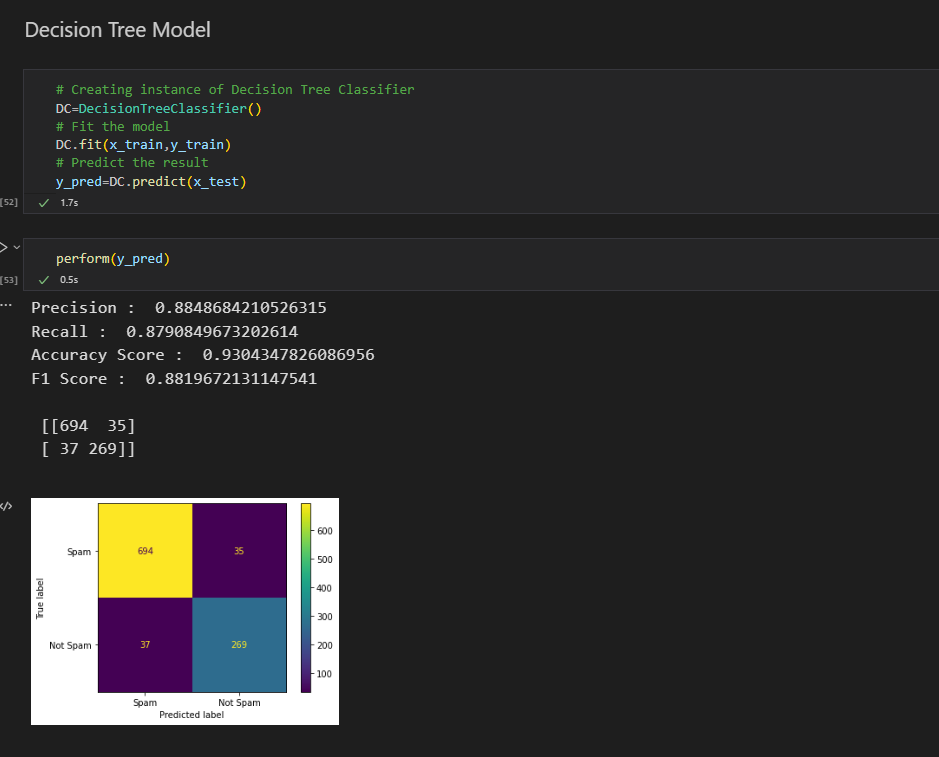 Decision Tree Model
# Creating instance of Decision Tree Classifier
DC=DecisionTreeClassifier()
# Fit the model
DC.fit(x_train,y_train)
# Predict the result
y_pred=DC.predict(x_test)
[52] ✓ 1.7s
perform(y_pred)
[53] ✓ 0.5s
...
Precision :  0.8848684210526315
Recall :  0.8790849673202614
Accuracy Score :  0.9304347826086956
F1 Score :  0.8819672131147541
[[694  35]
[ 37 269]]
</>
600
Spam 694 35
500
400
True label
300
Not Spam 37 269
200
100
Spam Not Spam
Predicted label